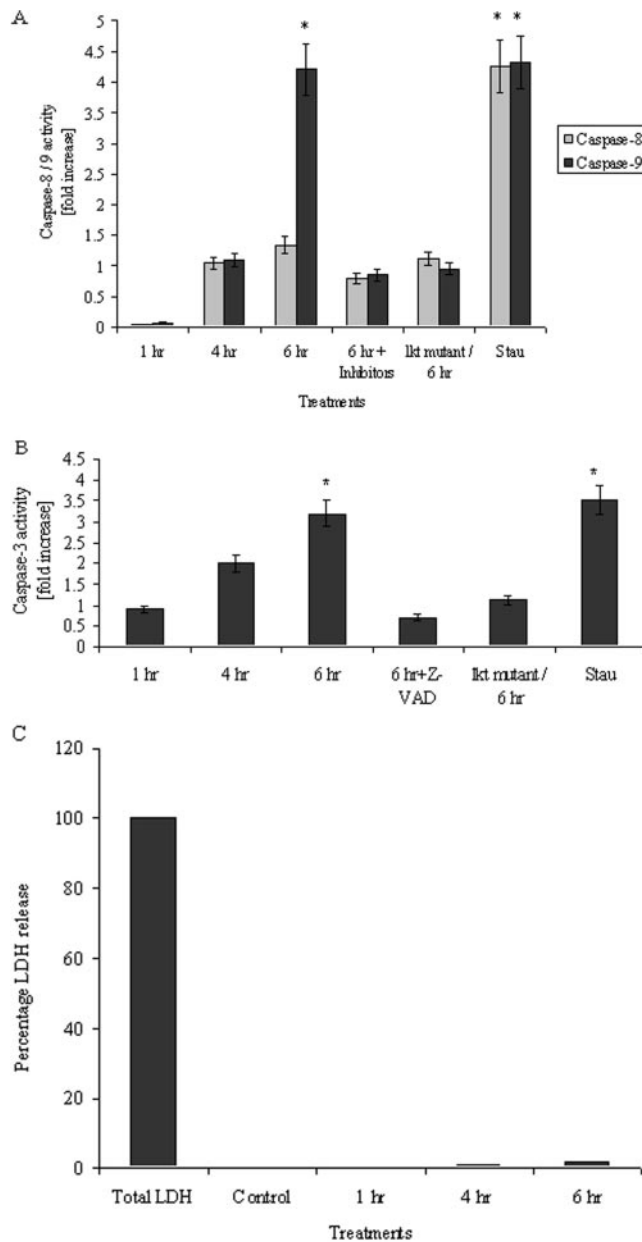 A
5
4.5
4
3.5
3
2.5
2
1.5
1
0.5
0
Caspase-8 / 9 activity
[fold increase]
*
* *
Caspase-8
Caspase-9
1 hr 4 hr 6 hr 6 hr + Inhibitors lkt mutant / 6 hr Stau
Treatments
B
4.5
4
3.5
3
2.5
2
1.5
1
0.5
0
Caspase-3 activity
[fold increase]
*
*
1 hr 4 hr 6 hr 6 hr+Z-VAD lkt mutant / 6 hr Stau
C
120
100
80
60
40
20
0
Percentage LDH release
Total LDH Control 1 hr 4 hr 6 hr
Treatments